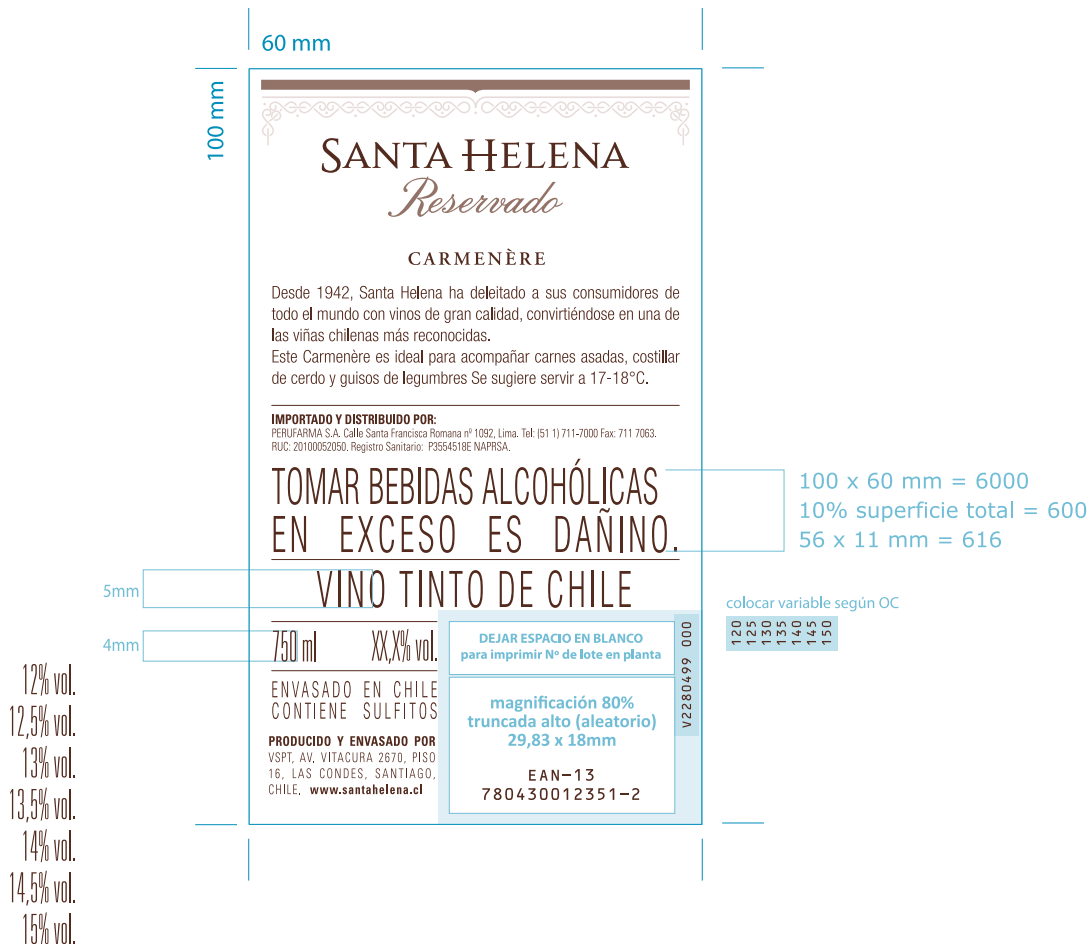 60 mm
100 mm
SANTA HELENA
Reservado
CARMENÈRE
Desde 1942, Santa Helena ha deleitado a sus consumidores de
todo el mundo con vinos de gran calidad, convirtiéndose en una de
las viñas chilenas más reconocidas.
Este Carmenère es ideal para acompañar carnes asadas, costillar
de cerdo y guisos de legumbres Se sugiere servir a 17-18°C.
IMPORTADO Y DISTRIBUIDO POR:
PERUFARMA S.A. Calle Santa Francisca Romana nº 1092, Lima. Tel: (51 1) 711-7000 Fax: 711 7063.
RUC: 20100052050. Registro Sanitario: P3554518E NAPRSA.
TOMAR BEBIDAS ALCOHÓLICAS
EN EXCESO ES DAÑINO.
100 x 60 mm = 6000
10% superficie total = 600
56 x 11 mm = 616
5mm
VINO TINTO DE CHILE
colocar variable según OC
120
125
130
135
140
145
150
4mm
750 ml XX,X% vol.
DEJAR ESPACIO EN BLANCO
para imprimir Nº de lote en planta
V2280499 000
ENVASADO EN CHILE
CONTIENE SULFITOS
magnificación 80%
truncada alto (aleatorio)
29,83 x 18mm
EAN-13
780430012351-2
PRODUCIDO Y ENVASADO POR
VSPT, AV. VITACURA 2670, PISO
16, LAS CONDES, SANTIAGO,
CHILE. www.santahelena.cl
12% vol.
12,5% vol.
13% vol.
13,5% vol.
14% vol.
14,5% vol.
15% vol.